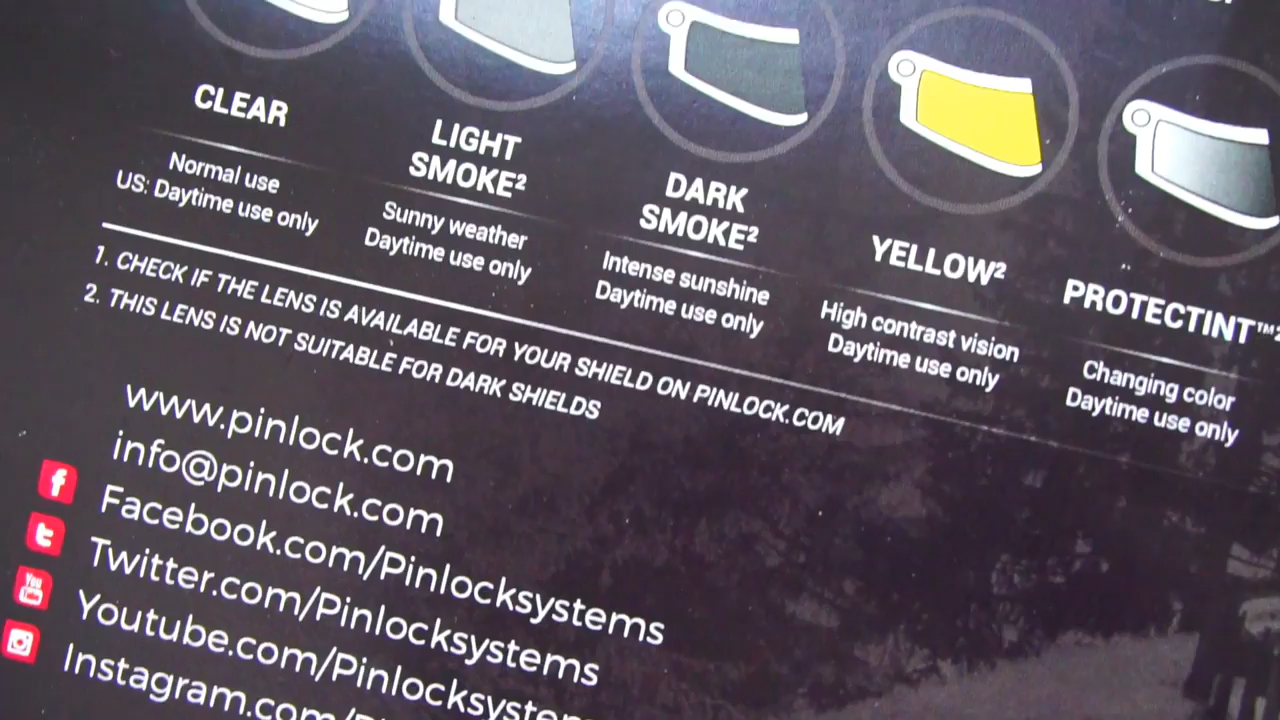 CLEAR
Normal use
US: Daytime use only
LIGHT
SMOKE²
Sunny weather
Daytime use only
DARK
SMOKE²
Intense sunshine
Daytime use only
YELLOW²
High contrast vision
Daytime use only
PROTECTINT™²
Changing color
Daytime use only
1. CHECK IF THE LENS IS AVAILABLE FOR YOUR SHIELD ON PINLOCK.COM
2. THIS LENS IS NOT SUITABLE FOR DARK SHIELDS
www.pinlock.com
info@pinlock.com
f Facebook.com/Pinlocksystems
t Twitter.com/Pinlocksystems
You Youtube.com/Pinlocksyste
Instagram.com/